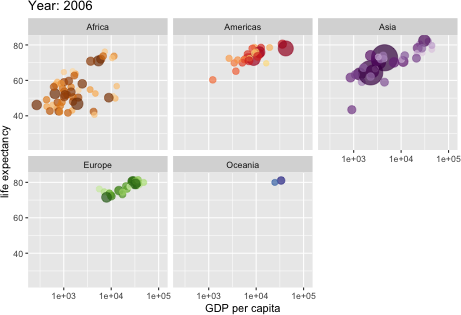 Year: 2006
Africa
Americas
Asia
80
60
40
1e+03
1e+04
1e+05
life expectancy
Europe
Oceania
80
60
40
1e+03
1e+04
1e+05
1e+03
1e+04
1e+05
GDP per capita